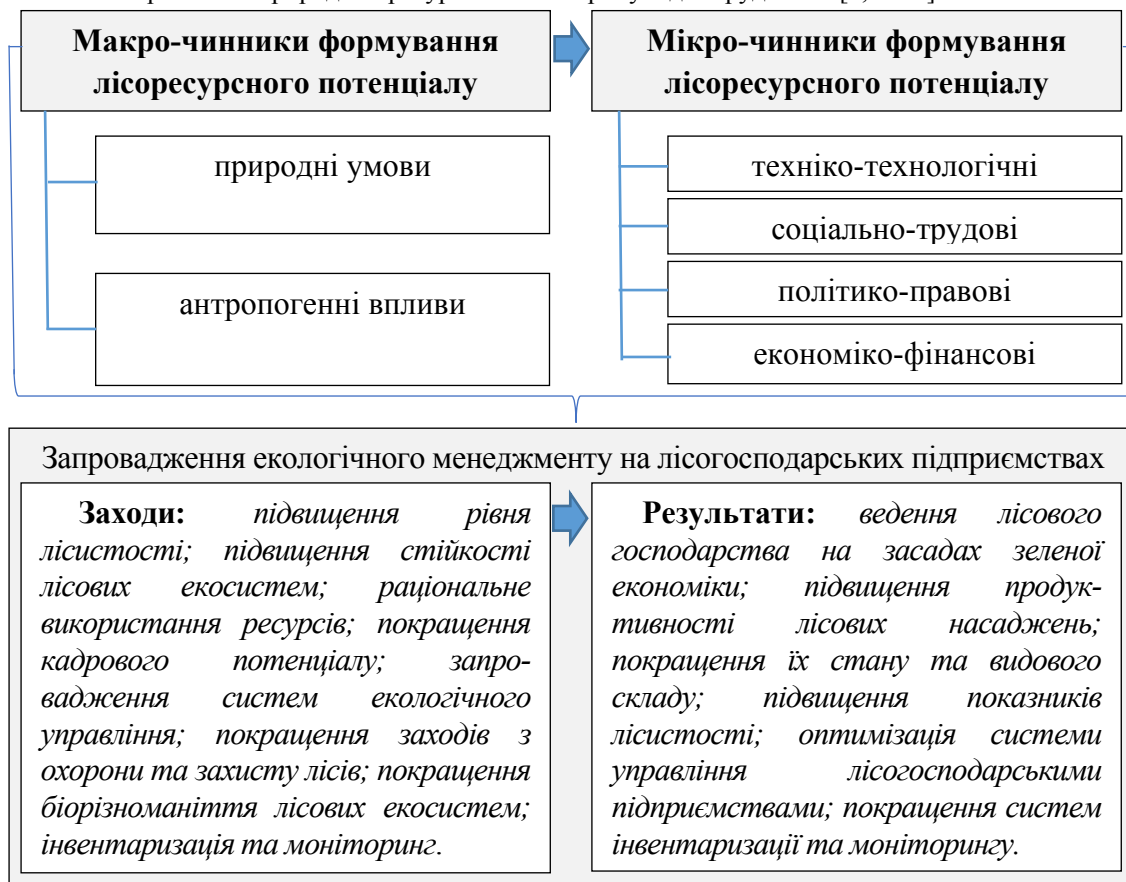 Макро-чинники формування
лісоресурсного потенціалу
природні умови
антропогенні впливи
Мікро-чинники формування
лісоресурсного потенціалу
техніко-технологічні
соціально-трудові
політико-правові
економіко-фінансові
Запровадження екологічного менеджменту на лісогосподарських підприємствах
Заходи: підвищення рівня
лісистості; підвищення стійкості
лісових екосистем; раціональне
використання ресурсів; покращення
кадрового потенціалу; запро-
вадження систем екологічного
управління; покращення заходів з
охорони та захисту лісів; покращення
біорізноманіття лісових екосистем;
інвентаризація та моніторинг.
Результати: ведення лісового
господарства на засадах зеленої
економіки; підвищення продук-
тивності лісових насаджень;
покращення їх стану та видового
складу; підвищення показників
лісистості; оптимізація системи
управління лісогосподарськими
підприємствами; покращення систем
інвентаризації та моніторингу.